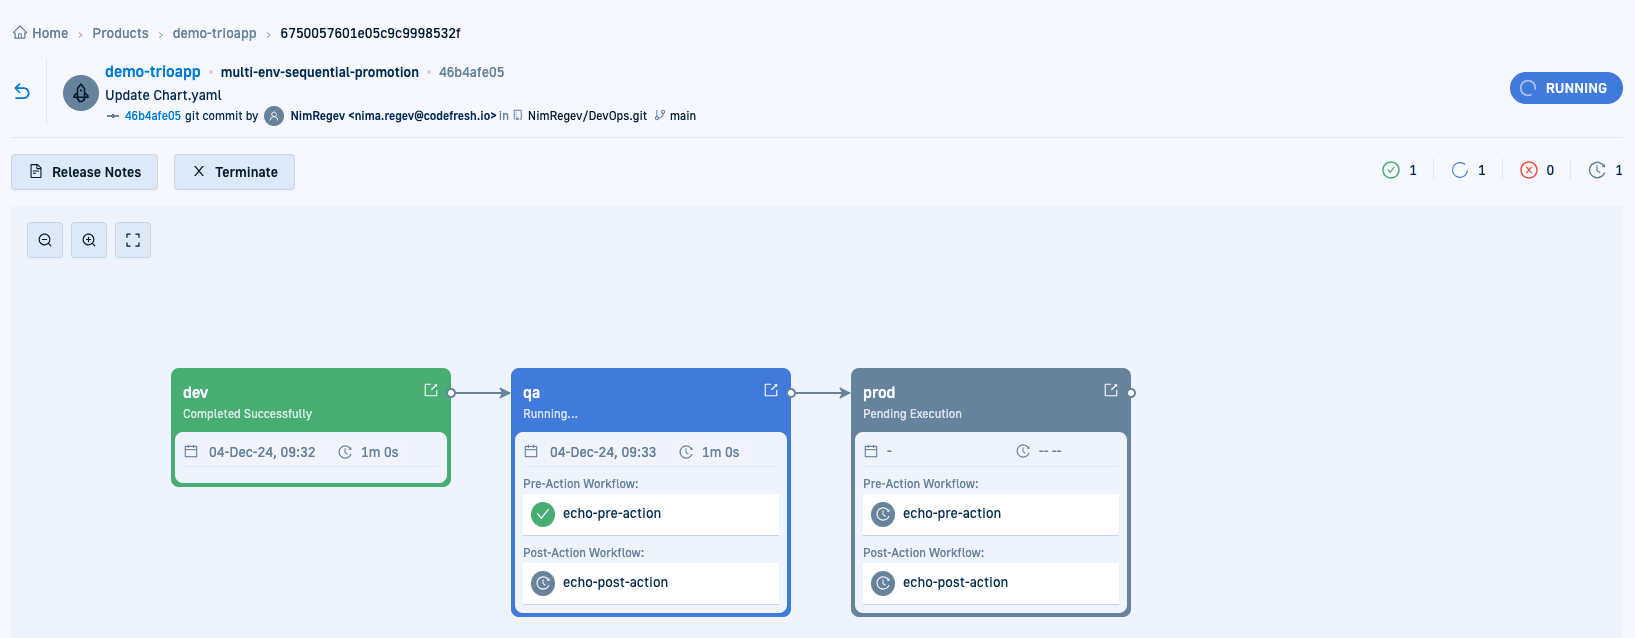 Home > Products > demo-trioapp > 6750057601e05c9c9998532f
demo-trioapp • multi-env-sequential-promotion • 46b4afe05
Update Chart.yaml
46b4afe05 git commit by NimRegev <nima.regev@codefresh.io> in NimRegev/DevOps.git main
RUNNING
Release Notes
Terminate
1
1
0
1
dev
Completed Successfully
04-Dec-24, 09:32 1m 0s
qa
Running...
04-Dec-24, 09:33 1m 0s
Pre-Action Workflow:
echo-pre-action
Post-Action Workflow:
echo-post-action
prod
Pending Execution
- -- --
Pre-Action Workflow:
echo-pre-action
Post-Action Workflow:
echo-post-action